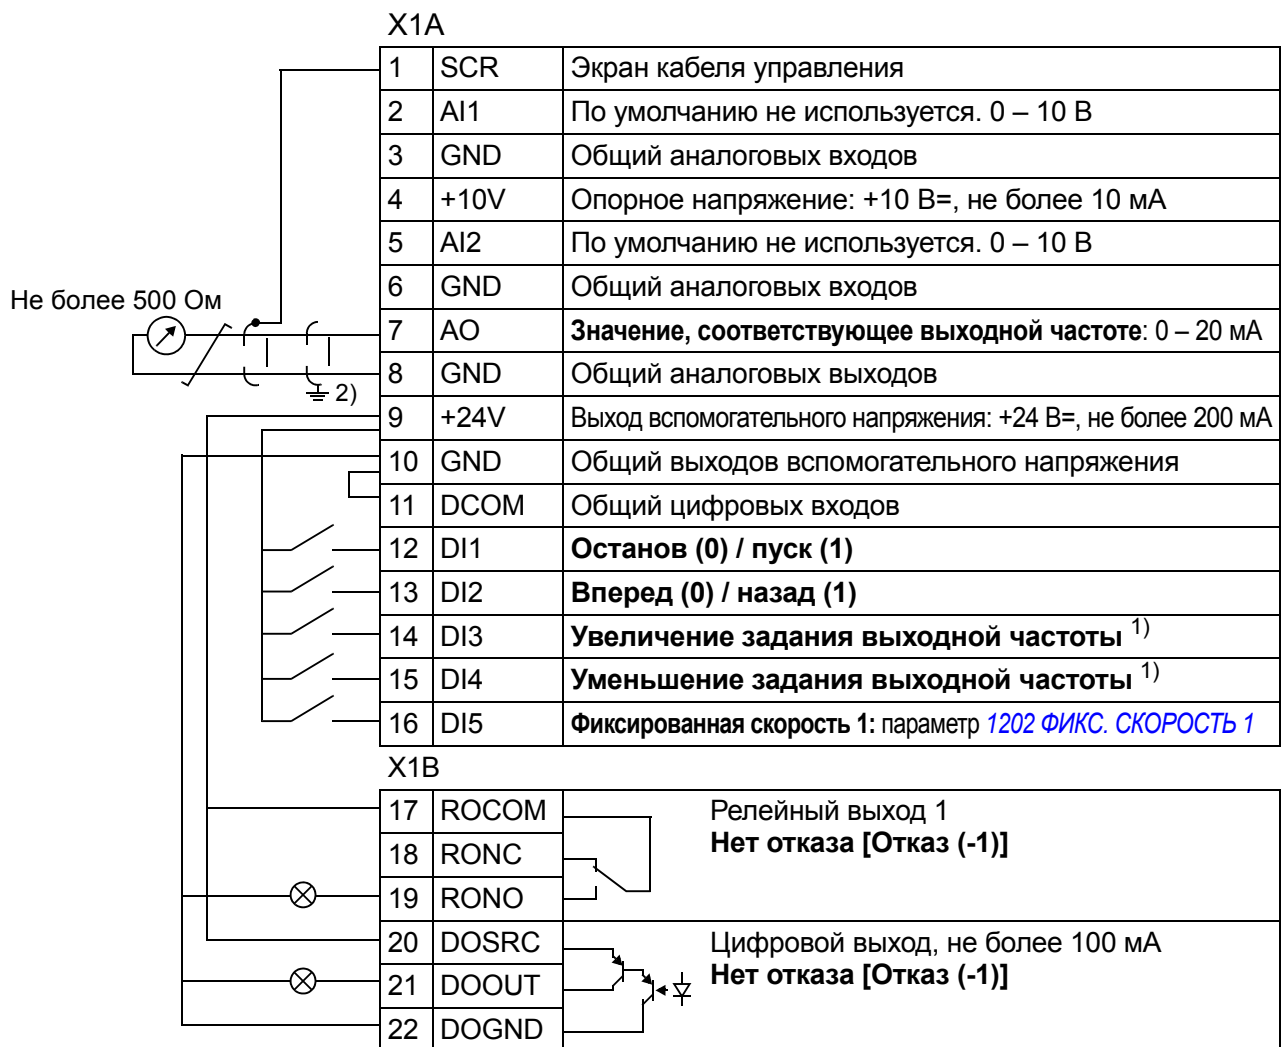 X1A
1 SCR Экран кабеля управления
2 AI1 По умолчанию не используется. 0 – 10 В
3 GND Общий аналоговых входов
4 +10V Опорное напряжение: +10 В=, не более 10 мА
5 AI2 По умолчанию не используется. 0 – 10 В
6 GND Общий аналоговых входов
Не более 500 Ом
7 AO Значение, соответствующее выходной частоте: 0 – 20 мА
8 GND Общий аналоговых выходов
2)
9 +24V Выход вспомогательного напряжения: +24 В=, не более 200 мА
10 GND Общий выходов вспомогательного напряжения
11 DCOM Общий цифровых входов
12 DI1 Останов (0) / пуск (1)
13 DI2 Вперед (0) / назад (1)
14 DI3 Увеличение задания выходной частоты 1)
15 DI4 Уменьшение задания выходной частоты 1)
16 DI5 Фиксированная скорость 1: параметр 1202 ФИКС. СКОРОСТЬ 1
X1B
17 ROCOM Релейный выход 1
18 RONC Нет отказа [Отказ (-1)]
19 RONO
20 DOSRC Цифровой выход, не более 100 мА
21 DOOUT Нет отказа [Отказ (-1)]
22 DOGND